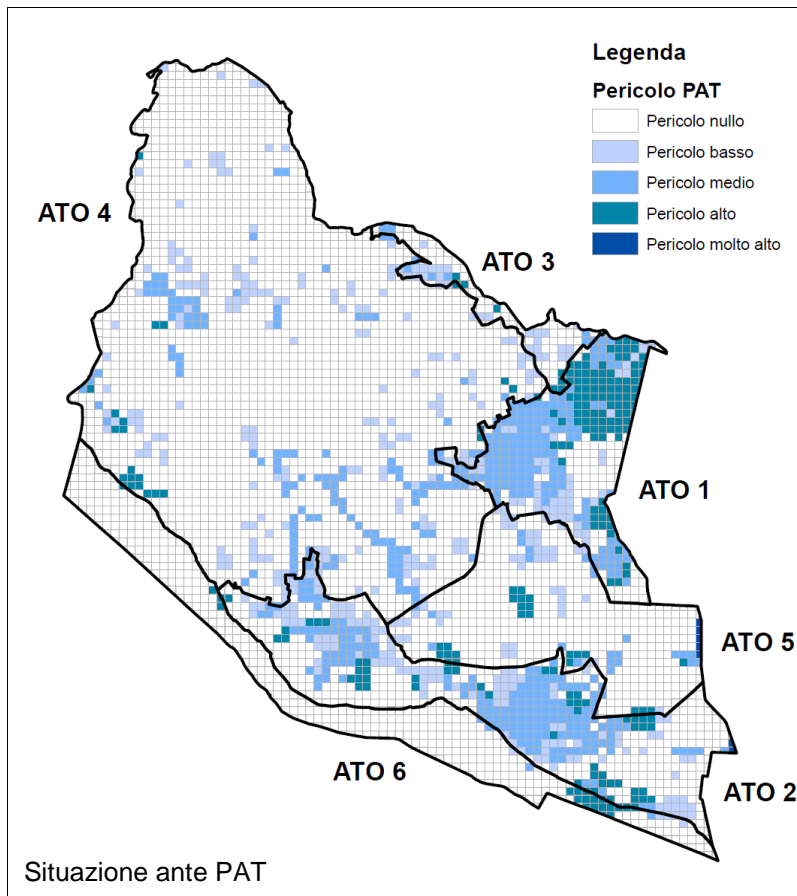 Legenda
Pericolo PAT
Pericolo nullo
Pericolo basso
Pericolo medio
Pericolo alto
Pericolo molto alto
ATO 4
ATO 3
ATO 1
ATO 5
ATO 6
ATO 2
Situazione ante PAT